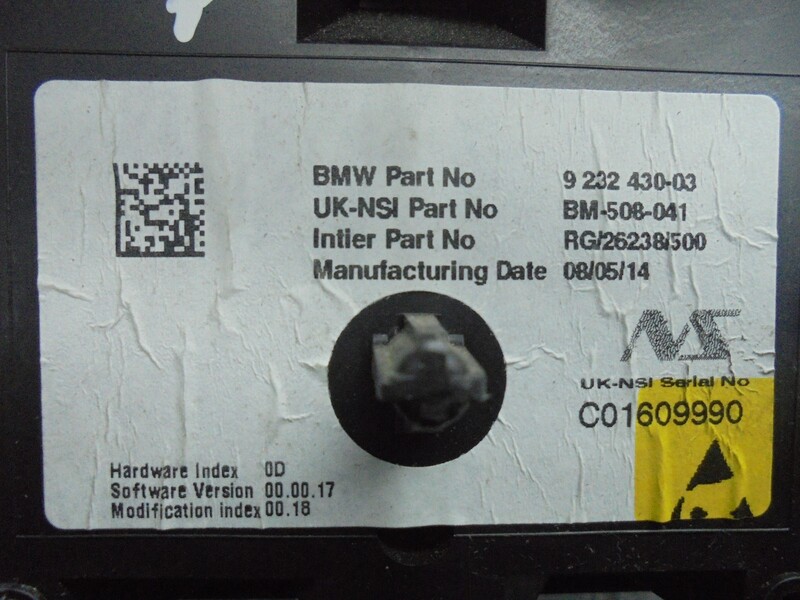 BMW Part No 9 232 430-03
UK-NSI Part No BM-508-041
Intier Part No RG/26238/500
Manufacturing Date 08/05/14
NS
UK-NSI Serial No
C01609990
Hardware Index 0D
Software Version 00.00.17
Modification index 00.18